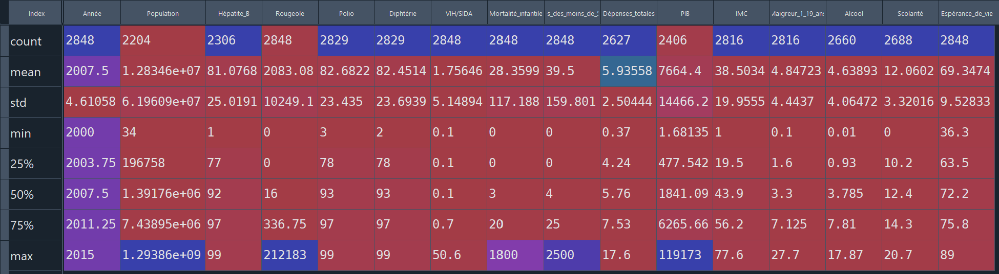 Index Année Population Hépatite_B Rougeole Polio Diphtérie VIH/SIDA Mortalité_infantile s_des_moins_de_5 Dépenses_totales PIB IMC Maigreur_1_19_ans Alcool Scolarité Espérance_de_vie
count 2848 2204 2306 2848 2829 2829 2848 2848 2848 2627 2406 2816 2816 2660 2688 2848
mean 2007.5 1.28346e+07 81.0768 2083.08 82.6822 82.4514 1.75646 28.3599 39.5 5.93558 7664.4 38.5034 4.84723 4.63893 12.0602 69.3474
std 4.61058 6.19609e+07 25.0191 10249.1 23.435 23.6939 5.14894 117.188 159.801 2.50444 14466.2 19.9555 4.4437 4.06472 3.32016 9.52833
min 2000 34 1 0 3 2 0.1 0 0 0.37 1.68135 1 0.1 0.01 0 36.3
25% 2003.75 196758 77 0 78 78 0.1 0 0 4.24 477.542 19.5 1.6 0.93 10.2 63.5
50% 2007.5 1.39176e+06 92 16 93 93 0.1 3 4 5.76 1841.09 43.9 3.3 3.785 12.4 72.2
75% 2011.25 7.43895e+06 97 336.75 97 97 0.7 20 25 7.53 6265.66 56.2 7.125 7.81 14.3 75.8
max 2015 1.29386e+09 99 212183 99 99 50.6 1800 2500 17.6 119173 77.6 27.7 17.87 20.7 89